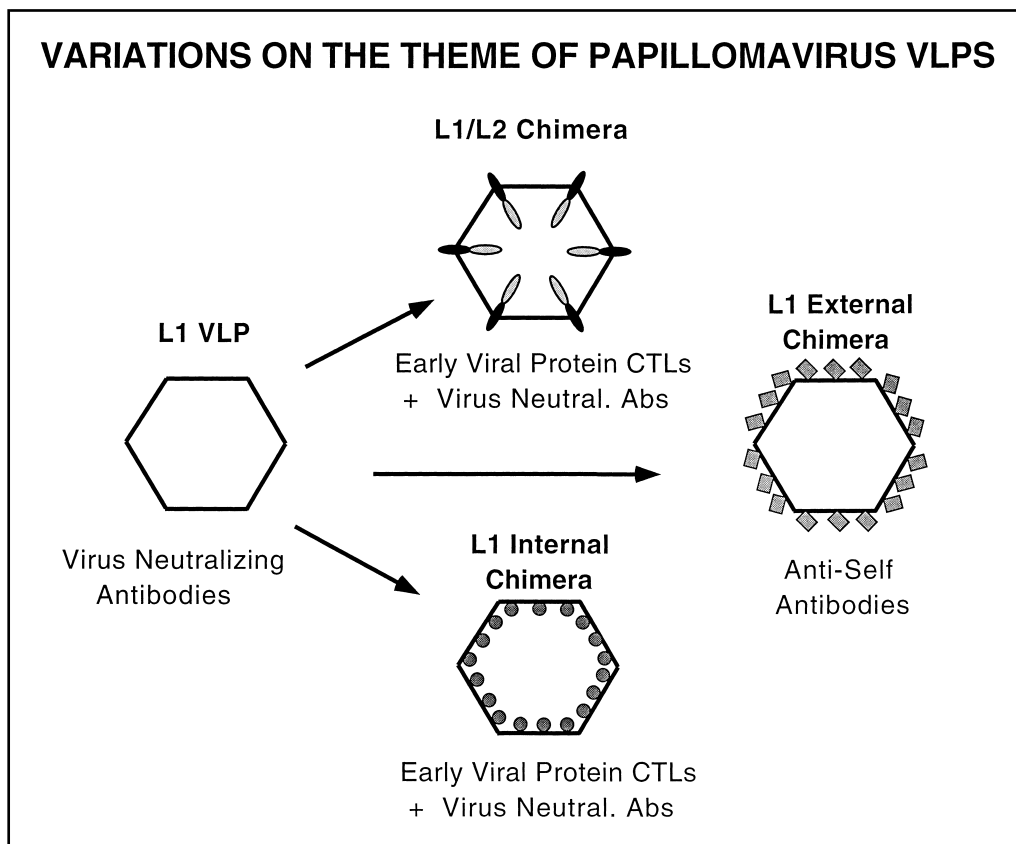 VARIATIONS ON THE THEME OF PAPILLOMAVIRUS VLPS
L1/L2 Chimera
Early Viral Protein CTLs
+ Virus Neutral. Abs
L1 VLP
Virus Neutralizing
Antibodies
L1 External
Chimera
Anti-Self
Antibodies
L1 Internal
Chimera
Early Viral Protein CTLs
+ Virus Neutral. Abs